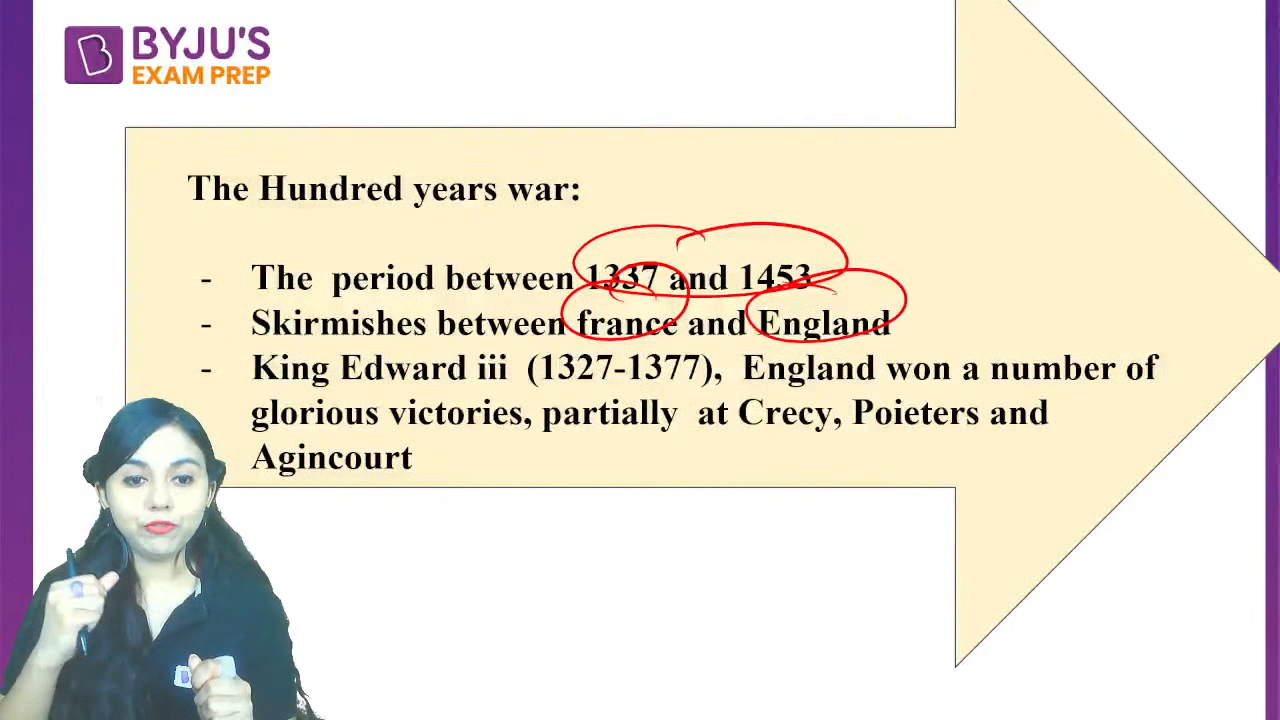 BYJU'S
EXAM PREP
The Hundred years war:
- The period between 1337 and 1453
- Skirmishes between france and England
- King Edward iii (1327-1377), England won a number of
glorious victories, partially at Crecy, Poieters and
Agincourt